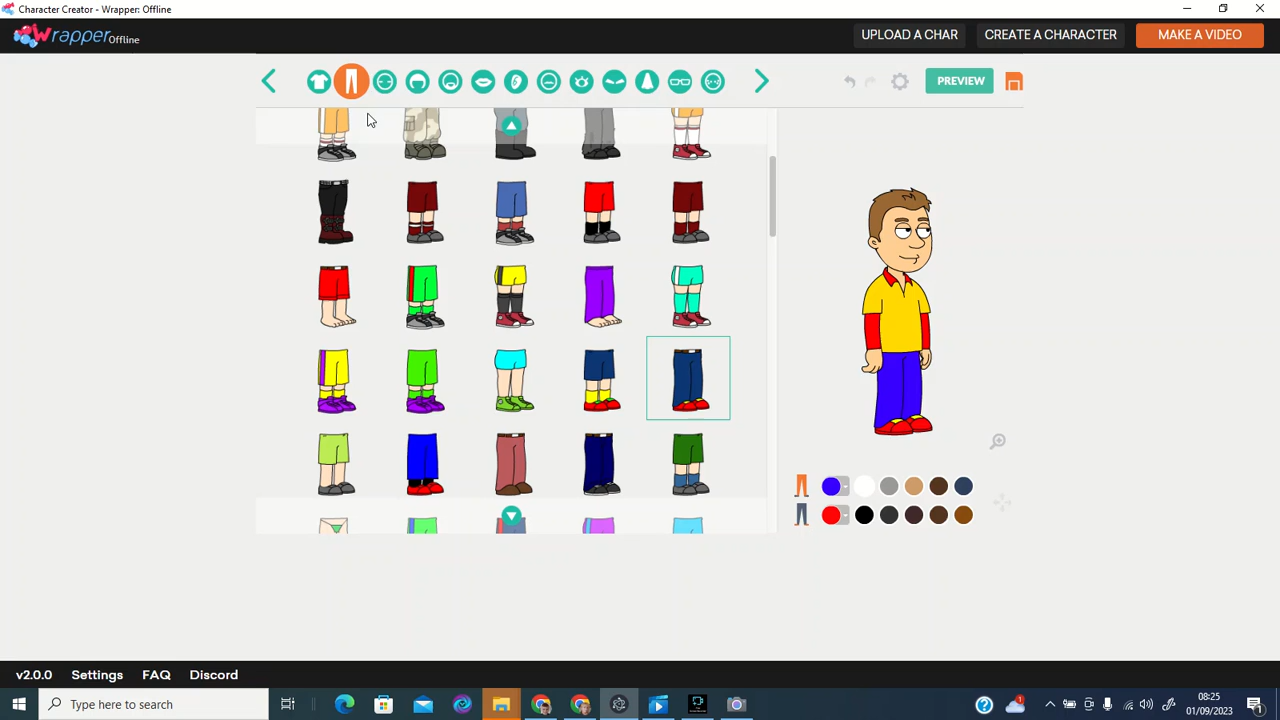 Character Creator - Wrapper: Offline
Wrapper Offline
UPLOAD A CHAR
CREATE A CHARACTER
MAKE A VIDEO
PREVIEW
v2.0.0
Settings
FAQ
Discord
Type here to search
08:25
01/09/2023